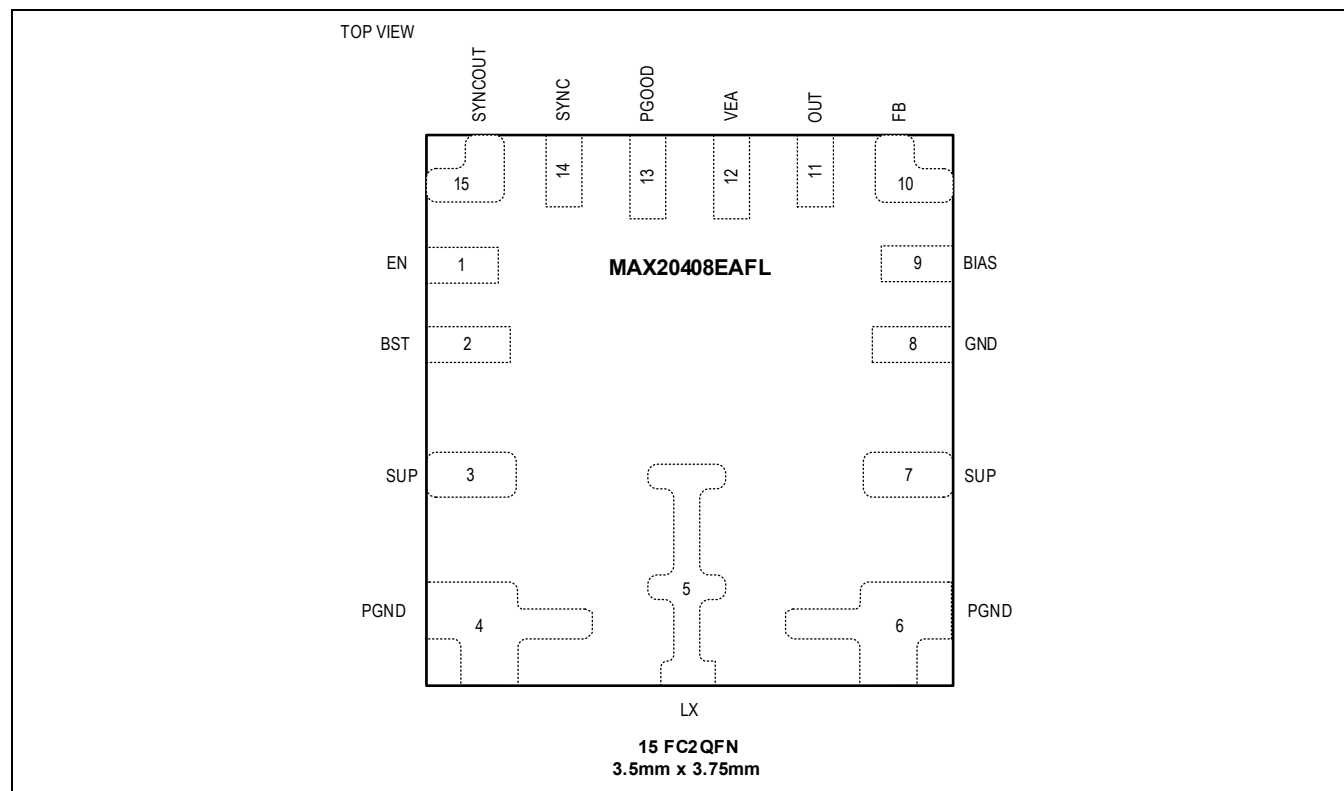 TOP VIEW
SYNCOUT
SYNC
PGOOD
VEA
OUT
FB
15
14
13
12
11
10
EN
1
MAX20408EAFL
9
BIAS
BST
2
8
GND
SUP
3
7
SUP
PGND
4
5
6
PGND
LX
15 FC2QFN
3.5mm x 3.75mm